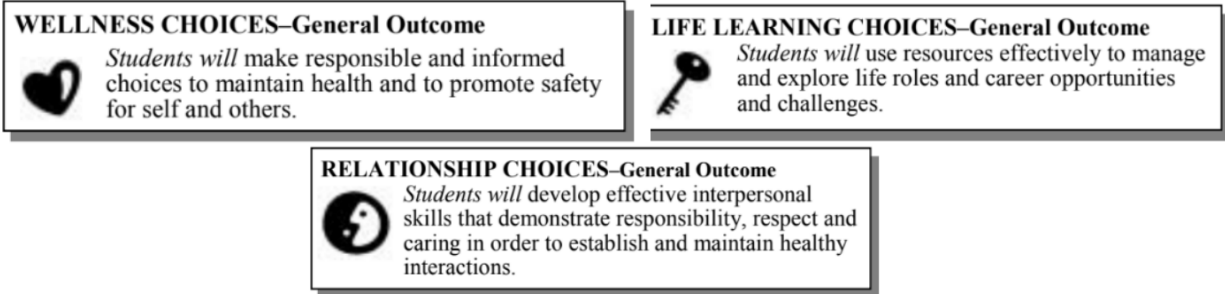 WELLNESS CHOICES–General Outcome
Students will make responsible and informed
choices to maintain health and to promote safety
for self and others.
LIFE LEARNING CHOICES–General Outcome
Students will use resources effectively to manage
and explore life roles and career opportunities
and challenges.
RELATIONSHIP CHOICES–General Outcome
Students will develop effective interpersonal
skills that demonstrate responsibility, respect and
caring in order to establish and maintain healthy
interactions.